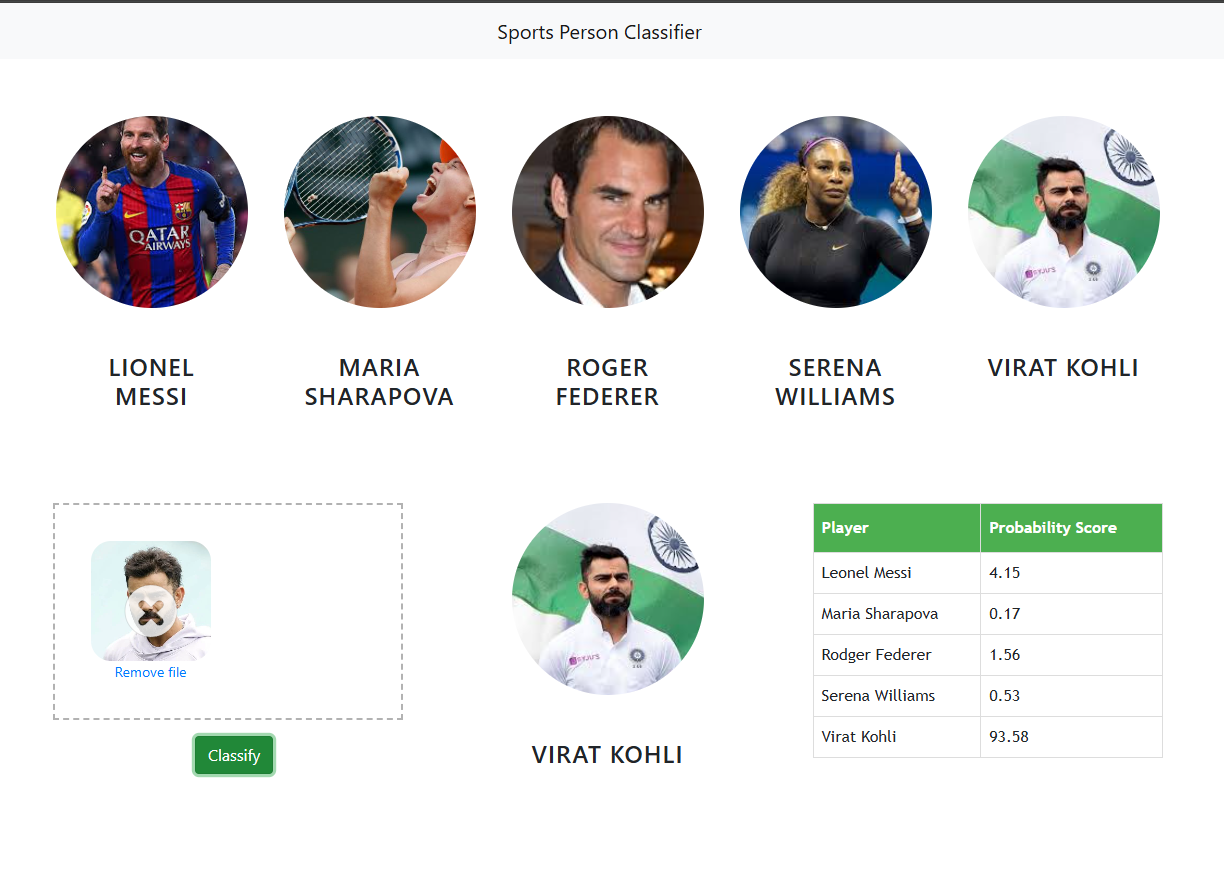 Sports Person Classifier
QATAR
AIRWAYS
BYJU'S
LIONEL
MESSI
MARIA
SHARAPOVA
ROGER
FEDERER
SERENA
WILLIAMS
VIRAT KOHLI
Remove file
Classify
BYJU'S
VIRAT KOHLI
Player Probability Score
Leonel Messi 4.15
Maria Sharapova 0.17
Rodger Federer 1.56
Serena Williams 0.53
Virat Kohli 93.58